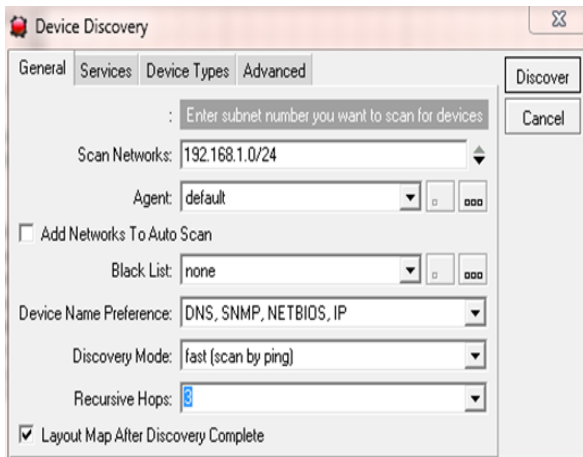 Device Discovery
General Services Device Types Advanced
Discover
Cancel
: Enter subnet number you want to scan for devices
Scan Networks: 192.168.1.0/24
Agent: default
Add Networks To Auto Scan
Black List: none
Device Name Preference: DNS, SNMP, NETBIOS, IP
Discovery Mode: fast (scan by ping)
Recursive Hops: 3
Layout Map After Discovery Complete